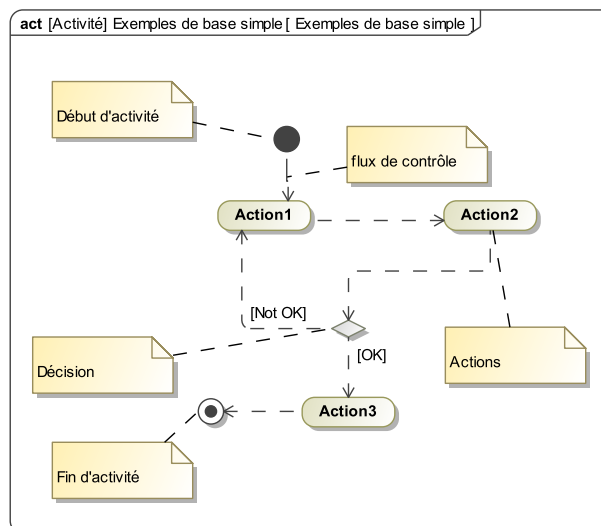 act [Activité] Exemples de base simple [ Exemples de base simple ]
Début d'activité
flux de contrôle
Action1
Action2
[Not OK]
[OK]
Décision
Actions
Action3
Fin d'activité